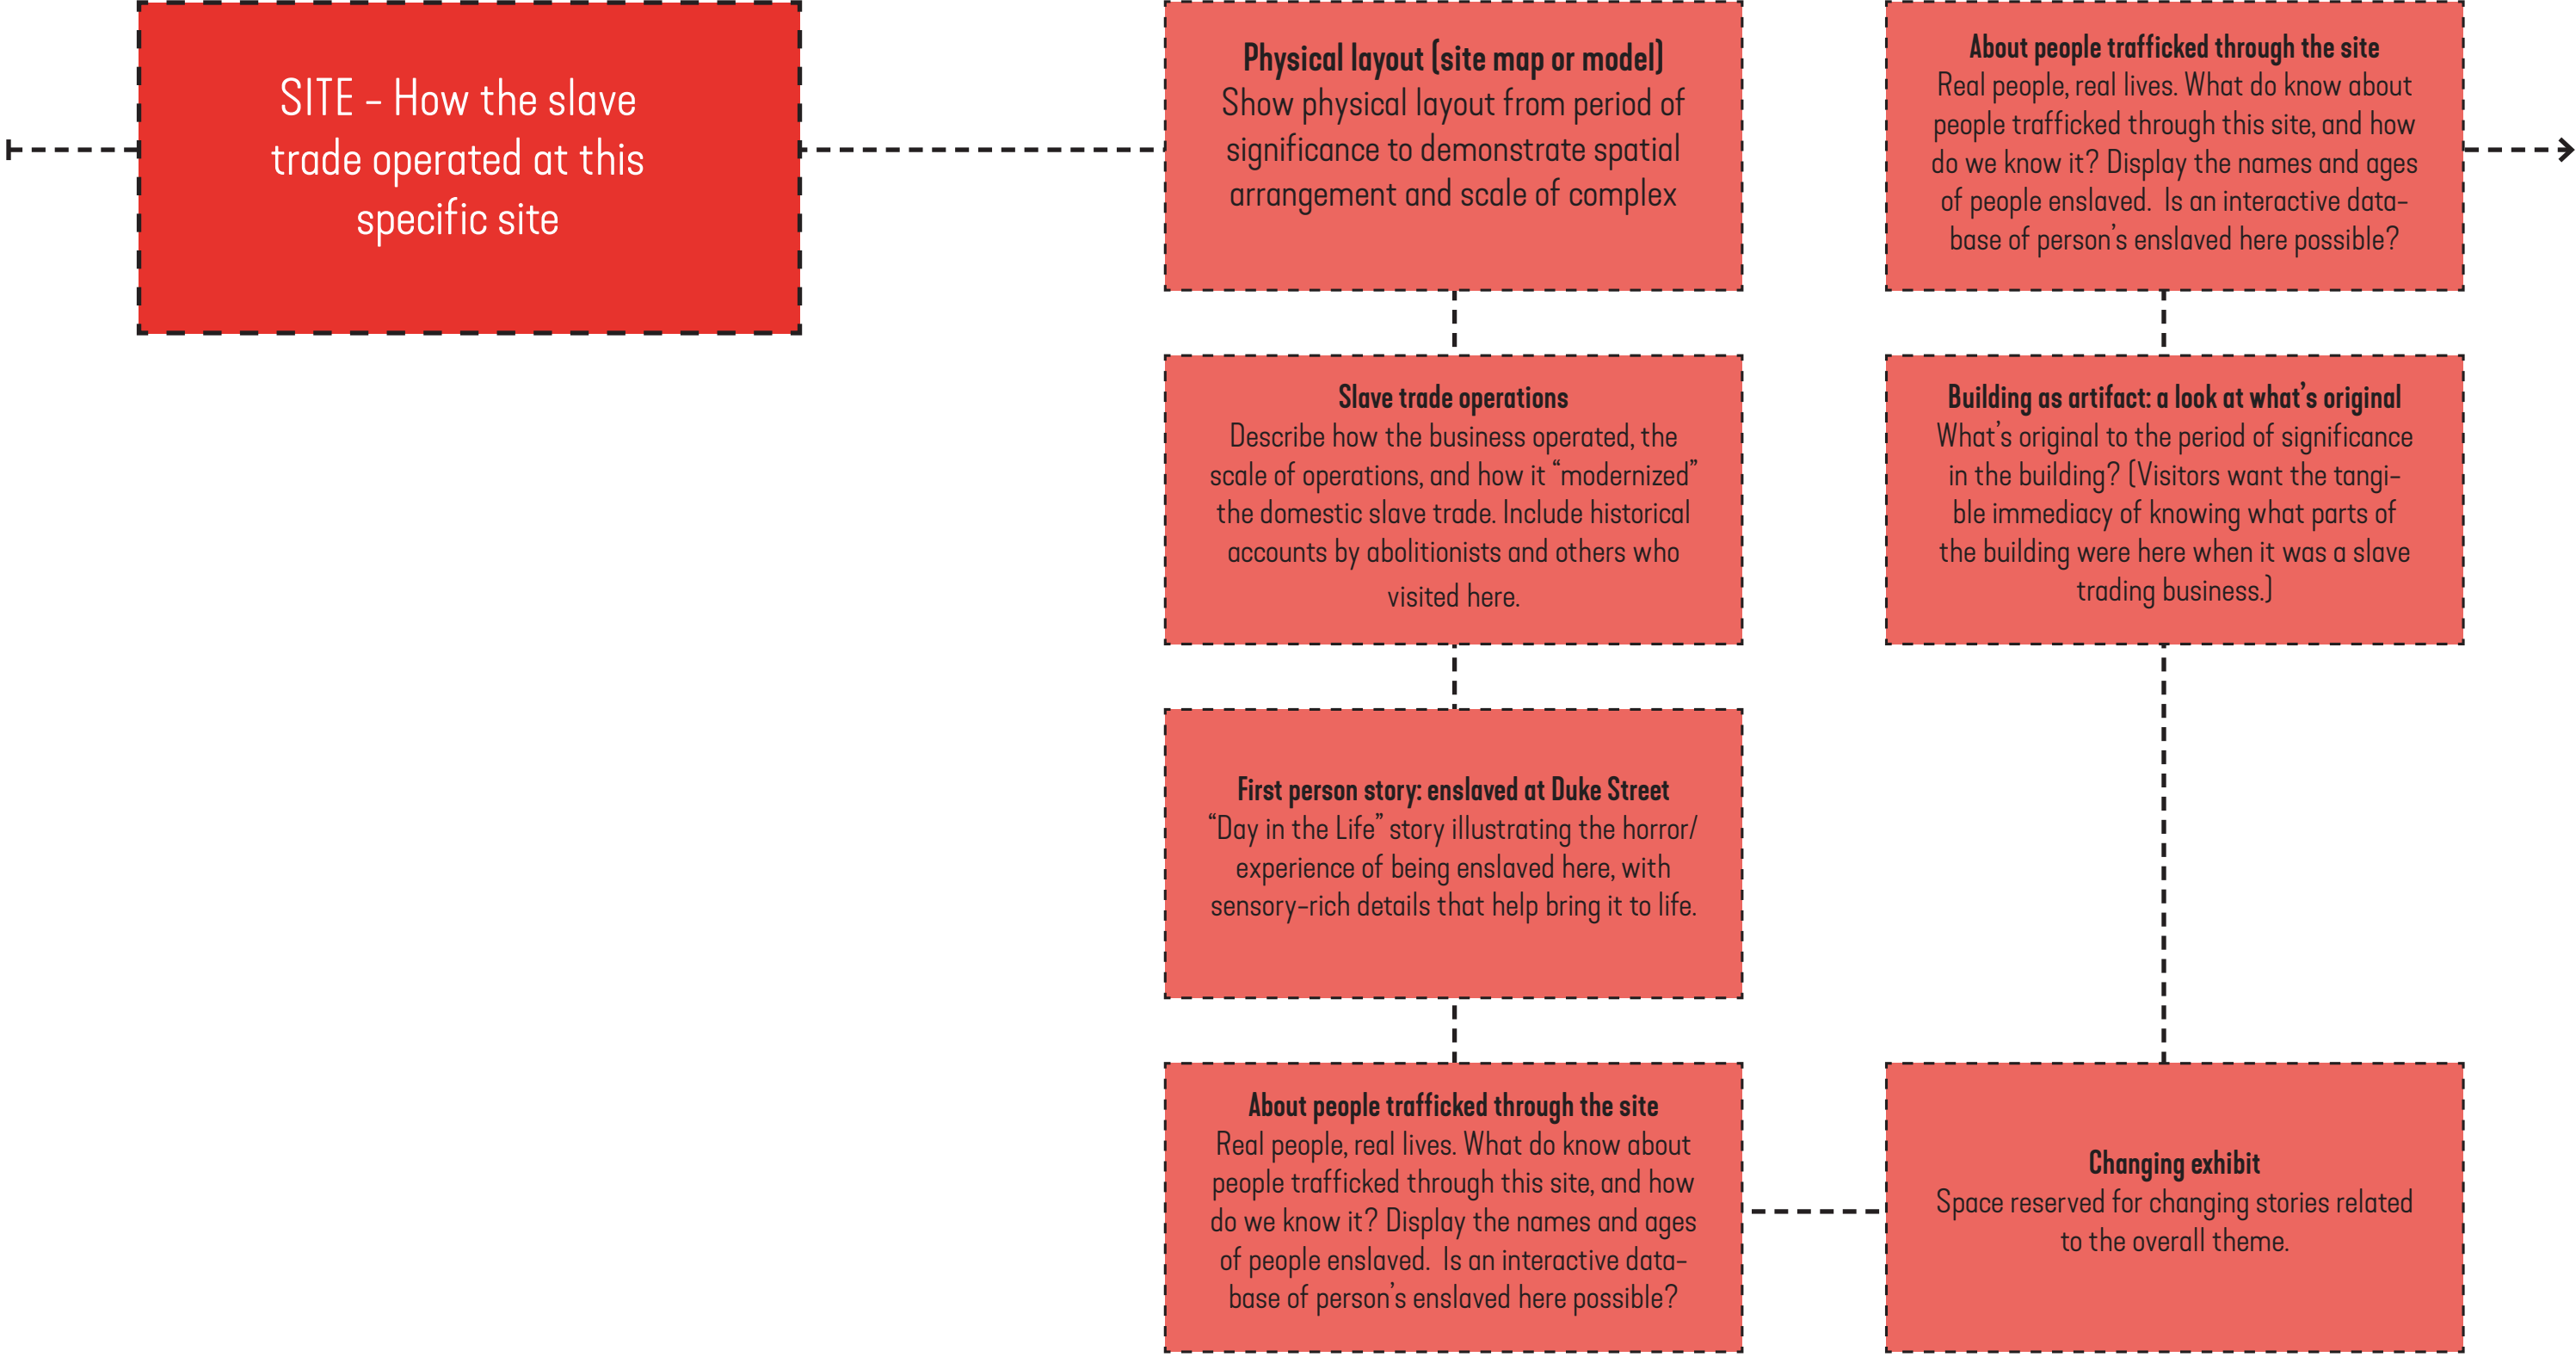 SITE – How the slave
trade operated at this
specific site
Physical layout (site map or model)
Show physical layout from period of
significance to demonstrate spatial
arrangement and scale of complex
Slave trade operations
Describe how the business operated, the
scale of operations, and how it “modernized”
the domestic slave trade. Include historical
accounts by abolitionists and others who
visited here.
First person story: enslaved at Duke Street
“Day in the Life” story illustrating the horror/
experience of being enslaved here, with
sensory-rich details that help bring it to life.
About people trafficked through the site
Real people, real lives. What do know about
people trafficked through this site, and how
do we know it? Display the names and ages
of people enslaved.  Is an interactive data-
base of person’s enslaved here possible?
Changing exhibit
Space reserved for changing stories related
to the overall theme.
Building as artifact: a look at what’s original
What’s original to the period of significance
in the building? (Visitors want the tangi-
ble immediacy of knowing what parts of
the building were here when it was a slave
trading business.)
About people trafficked through the site
Real people, real lives. What do know about
people trafficked through this site, and how
do we know it? Display the names and ages
of people enslaved.  Is an interactive data-
base of person’s enslaved here possible?